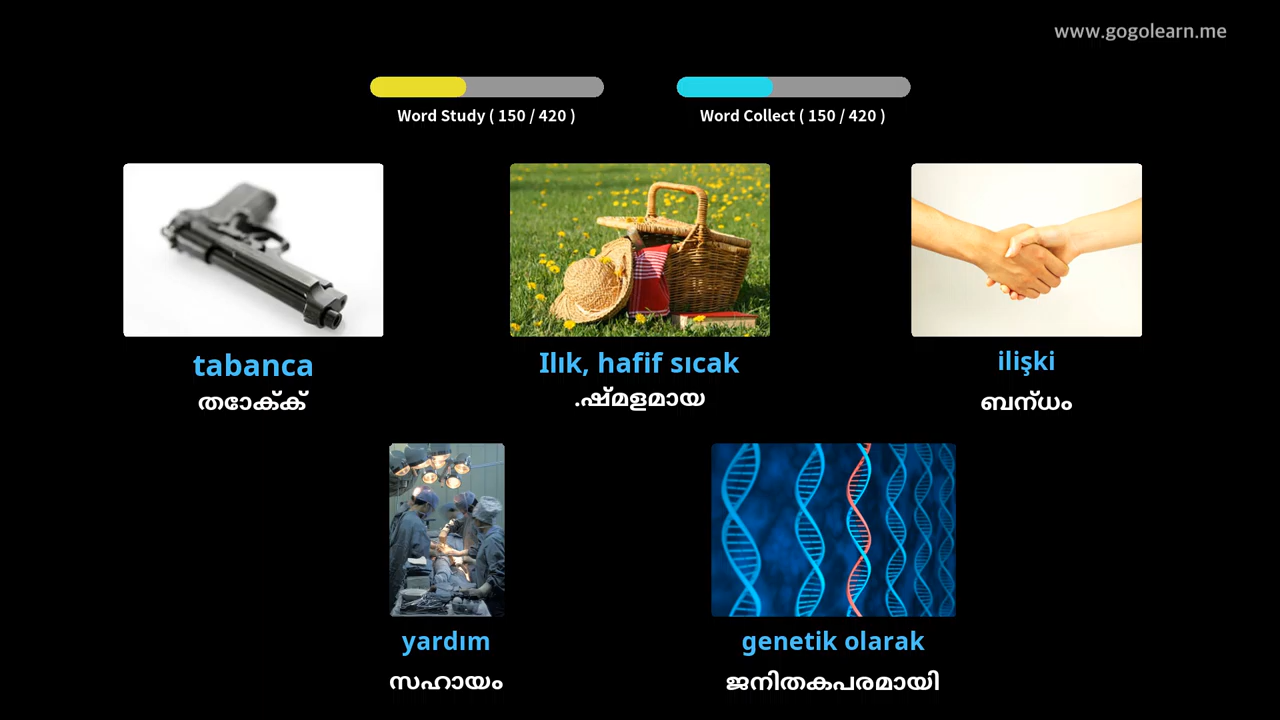 www.gogolearn.me
Word Study ( 150 / 420 )
Word Collect ( 150 / 420 )
tabanca
തോക്ക്
Ilık, hafif sıcak
.ഷ്മളമായ
ilişki
ബന്ധം
yardım
സഹായം
genetik olarak
ജനിതകപരമായി